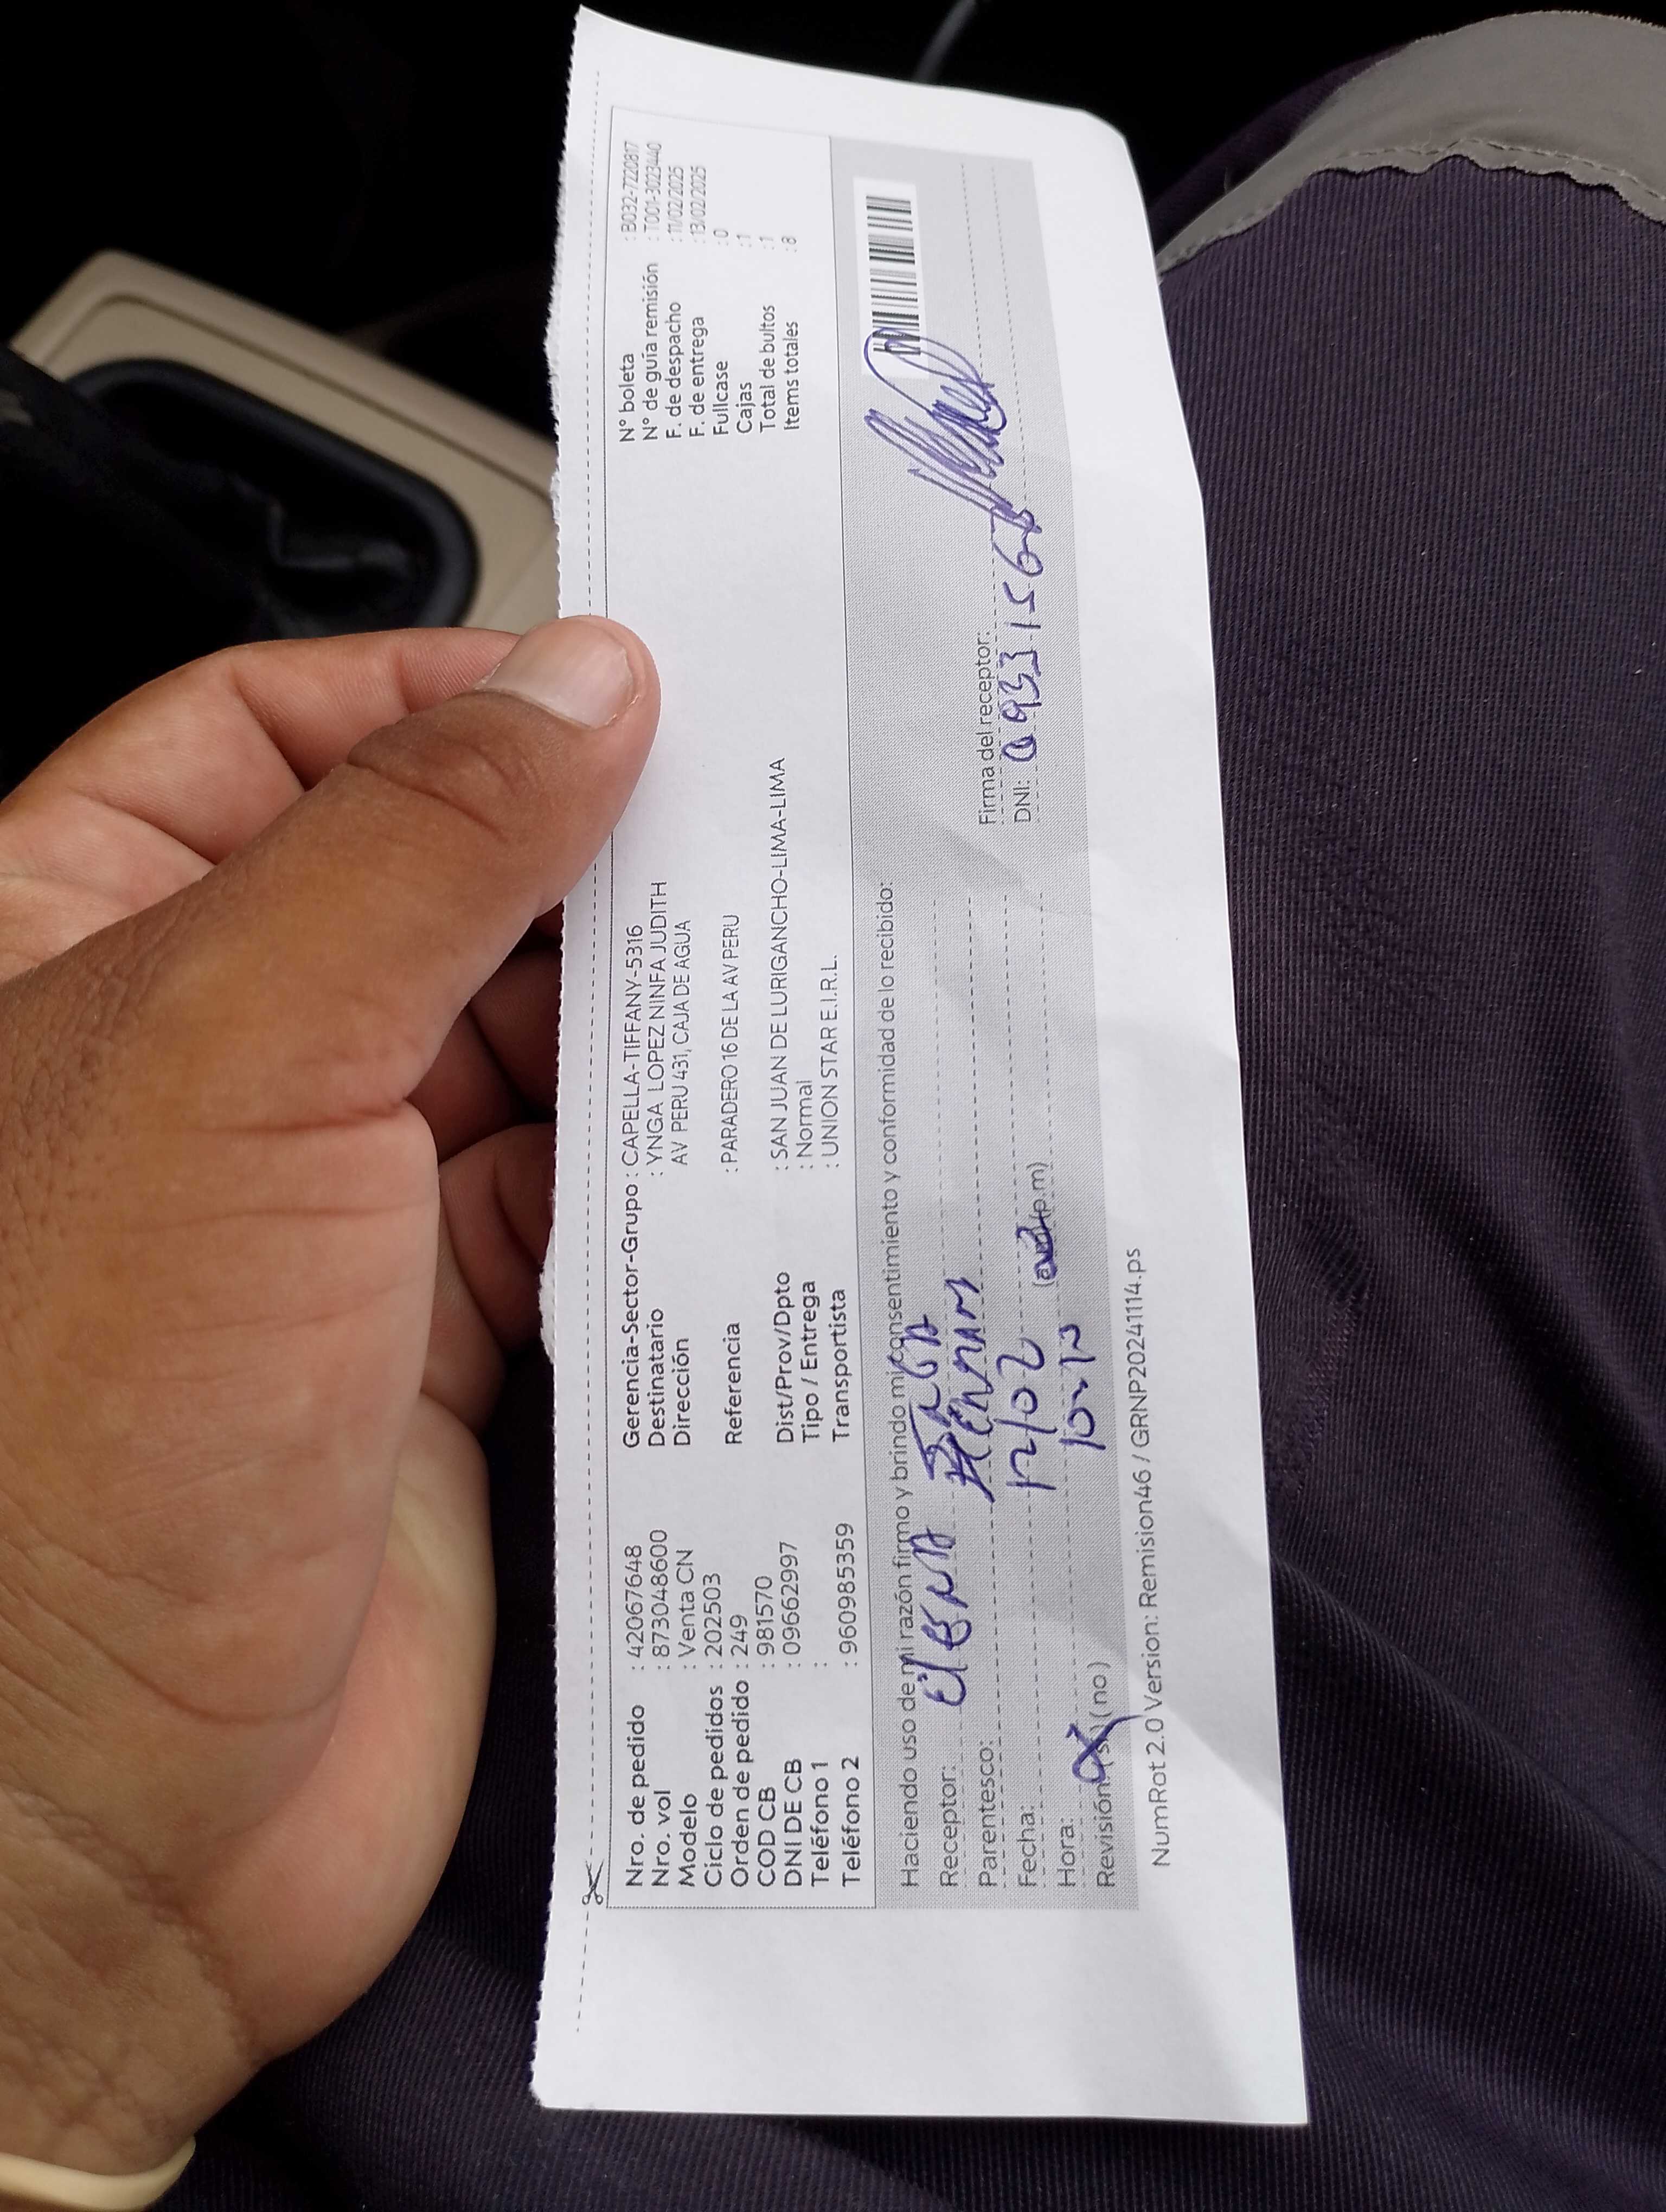 Nro. de pedido : 42067648
Nro. vol : 873048600
Modelo : Venta CN
Ciclo de pedidos : 202503
Orden de pedido : 249
COD CB : 981570
DNI DE CB : 09662997
Teléfono 1 :
Teléfono 2 : 960985359
Gerencia-Sector-Grupo : CAPELLA-TIFFANY-5316
Destinatario : YNGA LOPEZ NINFA JUDITH
Dirección AV PERU 431, CAJA DE AGUA
Referencia : PARADERO 16 DE LA AV PERU
Dist/Prov/Dpto : SAN JUAN DE LURIGANCHO-LIMA-LIMA
Tipo / Entrega : Normal
Transportista : UNION STAR E.I.R.L.
N° boleta : B032-7220817
N° de guía remisión : T001-3023440
F. de despacho : 11/02/2025
F. de entrega : 13/02/2025
Fullcase : 0
Cajas : 1
Total de bultos : 1
Items totales : 8
Haciendo uso de mi razón firmo y brindo mi consentimiento y conformidad de lo recibido:
Receptor: Elena
Parentesco:
Fecha: 12/02
Hora: (p.m)
Revisión: (si) (no)
Firma del receptor:
DNI:
NumRot 2.0 Version: Remision46 / GRNP20241114.ps